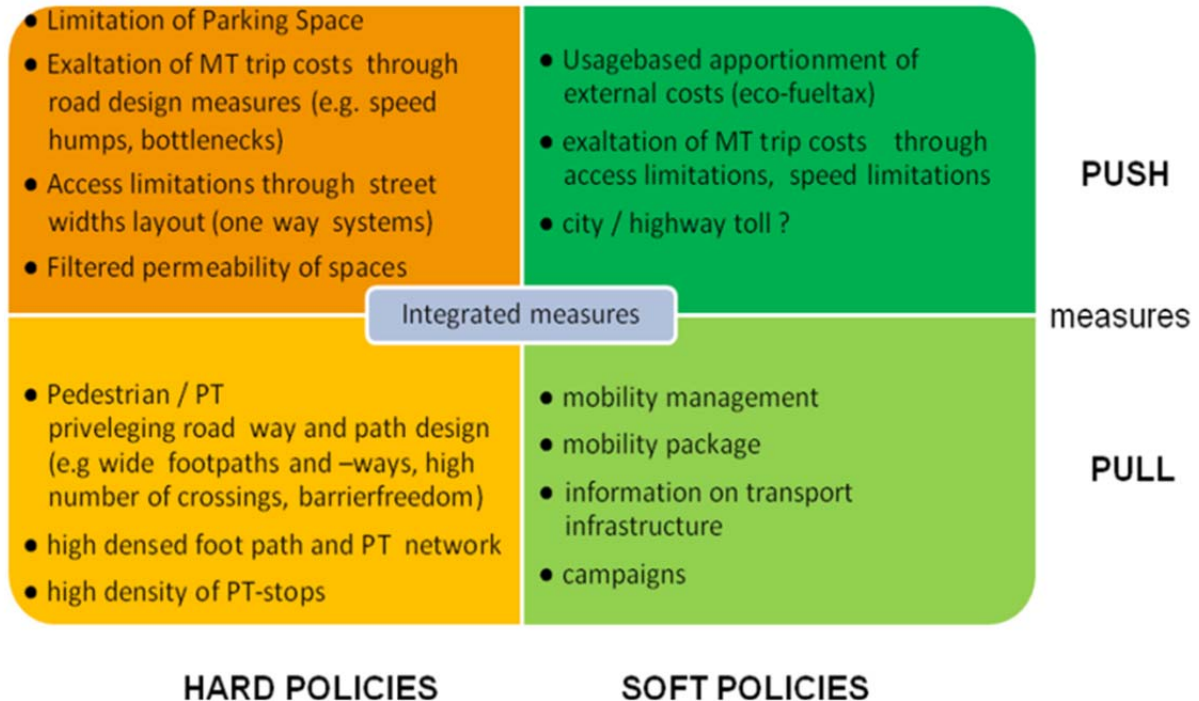 ● Limitation of Parking Space
● Exaltation of MT trip costs through
road design measures (e.g. speed
humps, bottlenecks)
● Access limitations through street
widths layout (one way systems)
● Filtered permeability of spaces
● Usagebased apportionment of
external costs (eco-fueltax)
● exaltation of MT trip costs through
access limitations, speed limitations
● city / highway toll ?
PUSH
Integrated measures
measures
● Pedestrian / PT
priveleging road way and path design
(e.g wide footpaths and –ways, high
number of crossings, barrierfreedom)
● high densed foot path and PT network
● high density of PT-stops
● mobility management
● mobility package
● information on transport
infrastructure
● campaigns
PULL
HARD POLICIES
SOFT POLICIES